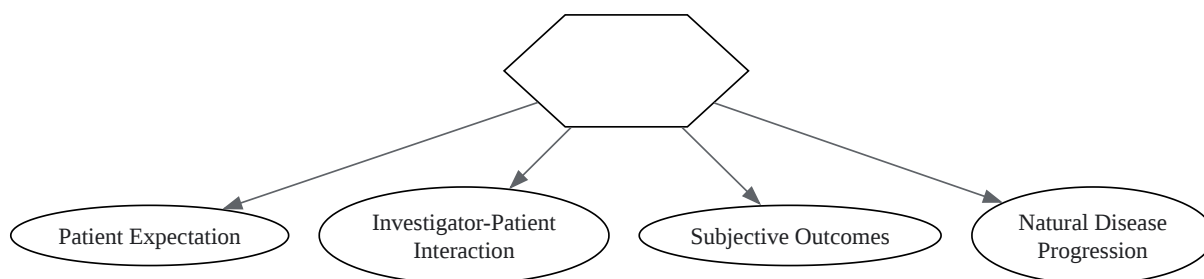 Patient Expectation
Investigator-Patient
Interaction
Subjective Outcomes
Natural Disease
Progression